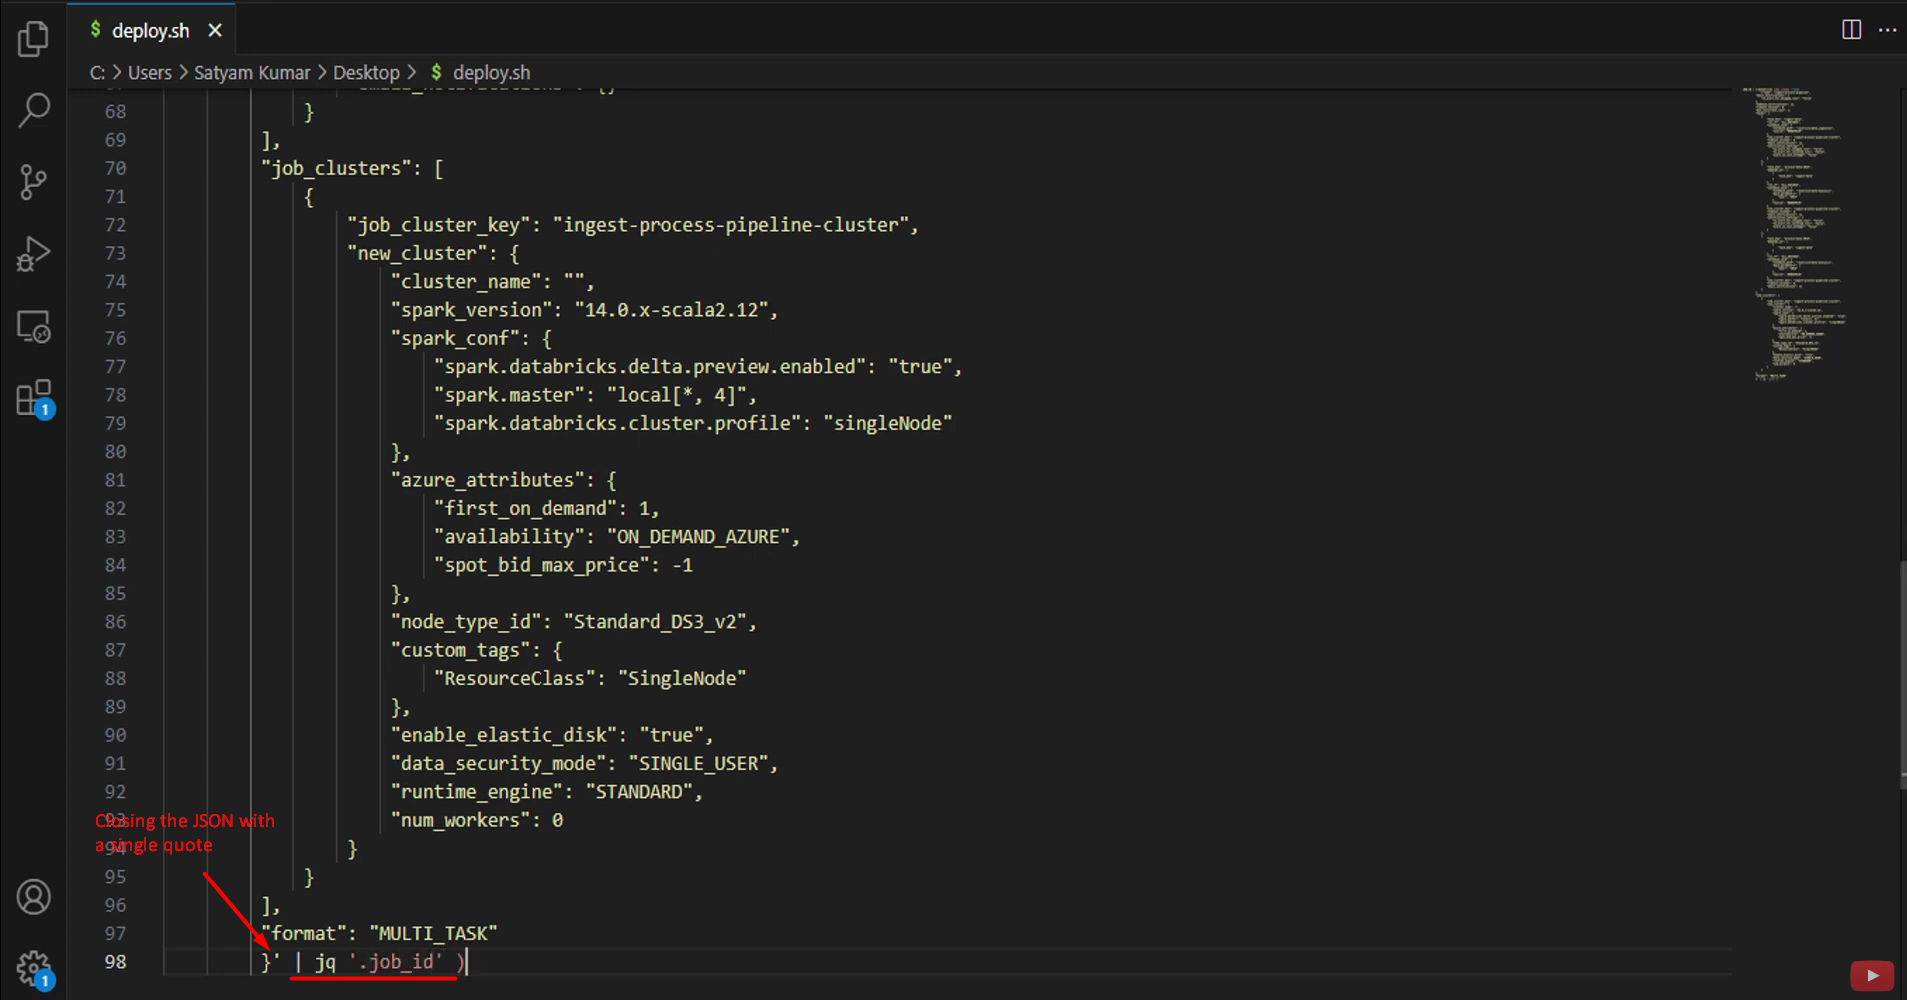 deploy.sh
C: > Users > Satyam Kumar > Desktop > $ deploy.sh
68 }
69 ],
70 "job_clusters": [
71 {
72 "job_cluster_key": "ingest-process-pipeline-cluster",
73 "new_cluster": {
74 "cluster_name": "",
75 "spark_version": "14.0.x-scala2.12",
76 "spark_conf": {
77 "spark.databricks.delta.preview.enabled": "true",
78 "spark.master": "local[*, 4]",
79 "spark.databricks.cluster.profile": "singleNode"
80 },
81 "azure_attributes": {
82 "first_on_demand": 1,
83 "availability": "ON_DEMAND_AZURE",
84 "spot_bid_max_price": -1
85 },
86 "node_type_id": "Standard_DS3_v2",
87 "custom_tags": {
88 "ResourceClass": "SingleNode"
89 },
90 "enable_elastic_disk": "true",
91 "data_security_mode": "SINGLE_USER",
92 "runtime_engine": "STANDARD",
93 "num_workers": 0
Closing the JSON with
a single quote
94 }
95 }
96 ],
97 "format": "MULTI_TASK"
98 }' | jq '.job_id' )
1
1